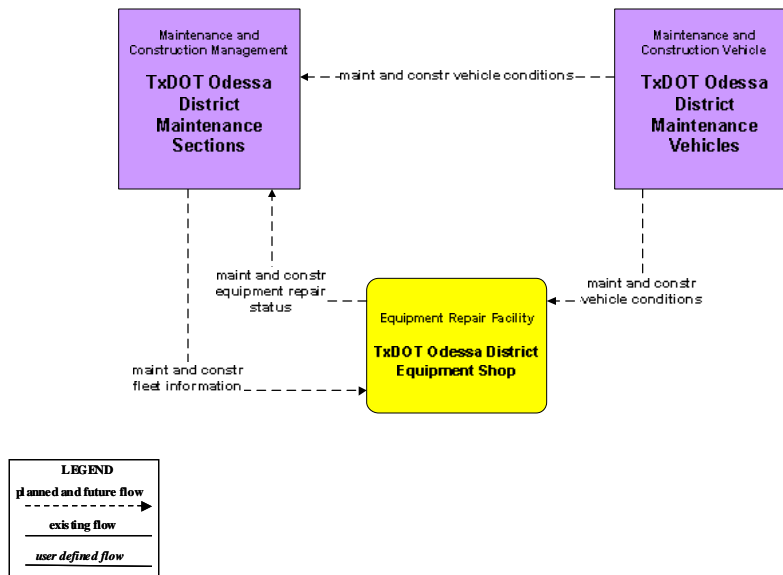 Maintenance and
Construction Management
TxDOT Odessa
District
Maintenance
Sections
maint and constr vehicle conditions
Maintenance and
Construction Vehicle
TxDOT Odessa
District
Maintenance
Vehicles
maint and constr
equipment repair
status
maint and constr
vehicle conditions
Equipment Repair Facility
TxDOT Odessa District
Equipment Shop
maint and constr
fleet information
LEGEND
planned and future flow
existing flow
user defined flow